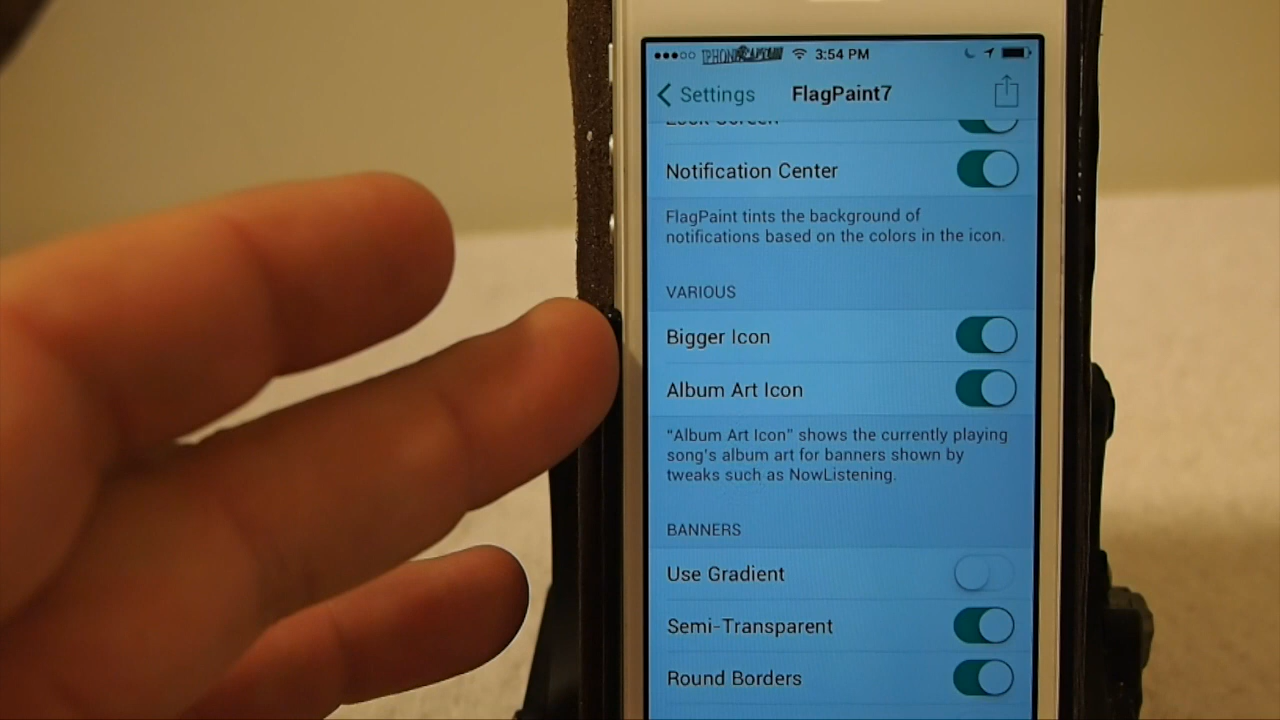 3:54 PM
Settings
FlagPaint7
Lock Screen
Notification Center
FlagPaint tints the background of
notifications based on the colors in the icon.
VARIOUS
Bigger Icon
Album Art Icon
“Album Art Icon” shows the currently playing
song's album art for banners shown by
tweaks such as NowListening.
BANNERS
Use Gradient
Semi-Transparent
Round Borders